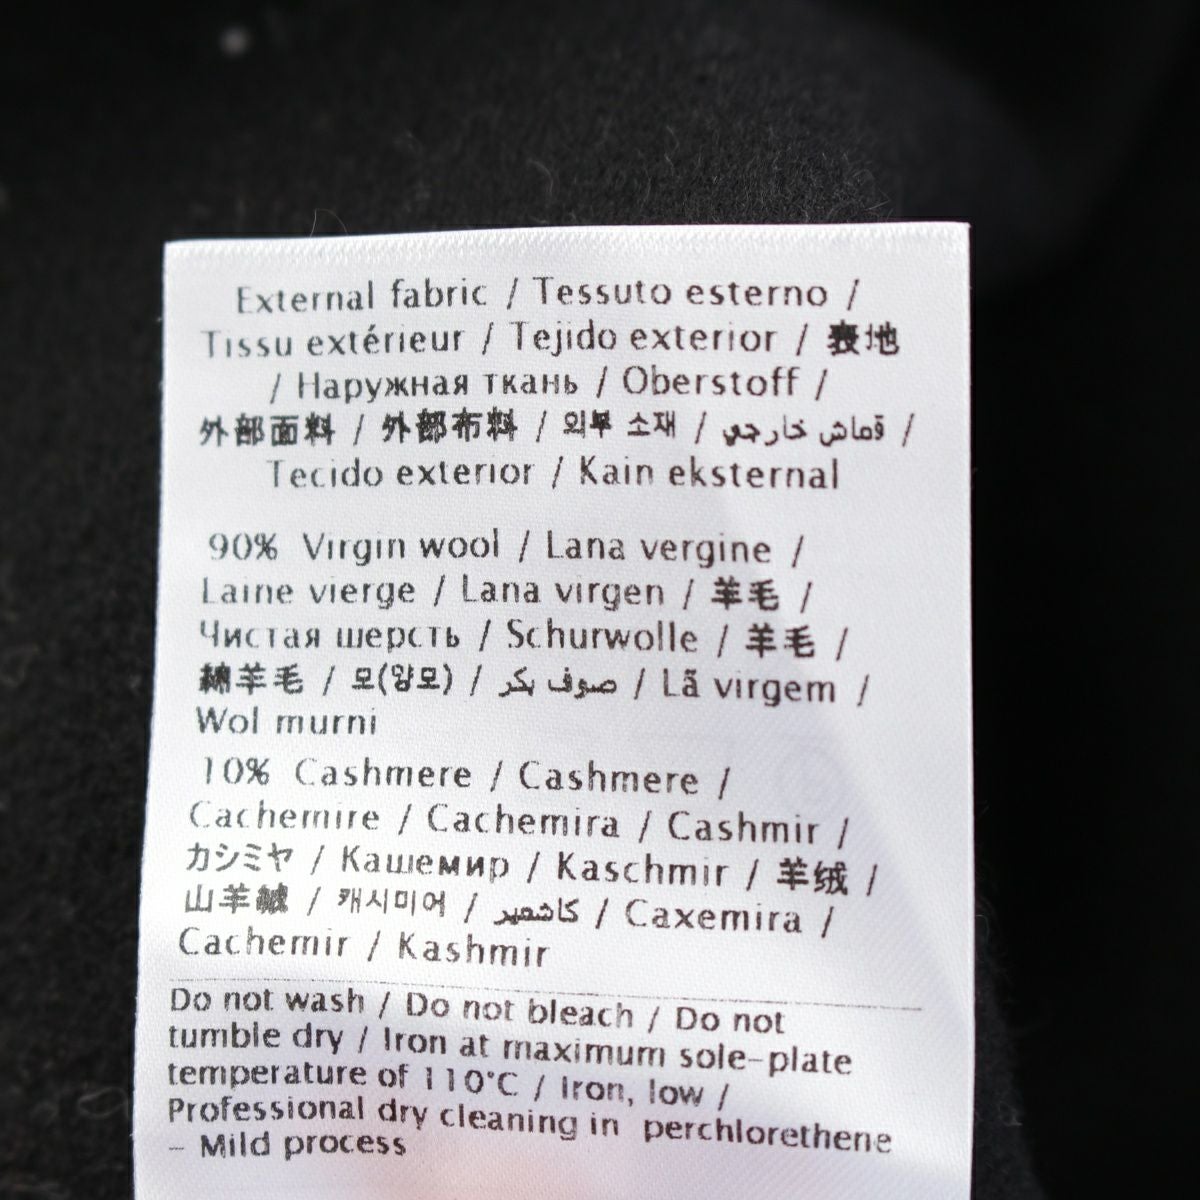 External fabric / Tessuto esterno /
Tissu extérieur / Tejido exterior / 表地
/ Наружная ткань / Oberstoff /
外部面料 / 外部布料 / 외부 소재 / قماش خارجي /
Tecido exterior / Kain eksternal
90% Virgin wool / Lana vergine /
Laine vierge / Lana virgen / 羊毛 /
Чистая шерсть / Schurwolle / 羊毛 /
綿羊毛 / 모(양모) / صوف بكر / Lã virgem /
Wol murni
10% Cashmere / Cashmere /
Cachemire / Cachemira / Cashmir /
カシミヤ / Кашемир / Kaschmir / 羊绒 /
山羊絨 / 캐시미어 / كاشمير / Caxemira /
Cachemir / Kashmir
Do not wash / Do not bleach / Do not
tumble dry / Iron at maximum sole-plate
temperature of 110°C / Iron, low /
Professional dry cleaning in perchlorethene
- Mild process